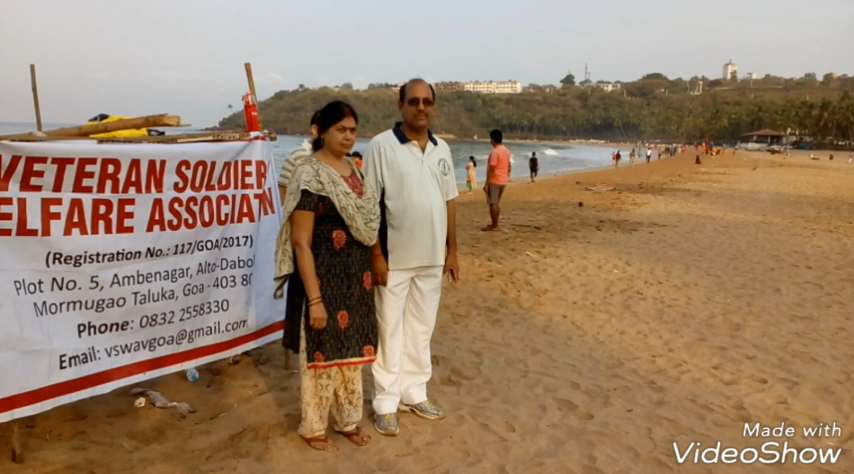 VETERAN SOLDIER
ELFARE ASSOCIATI N
(Registration No.: 117/GOA/2017)
Plot No. 5, Ambenagar, Alto-Dabol
Mormugao Taluka, Goa - 403 80
Phone: 0832 2558330
Email: vswavgoa@gmail.com
Made with
VideoShow